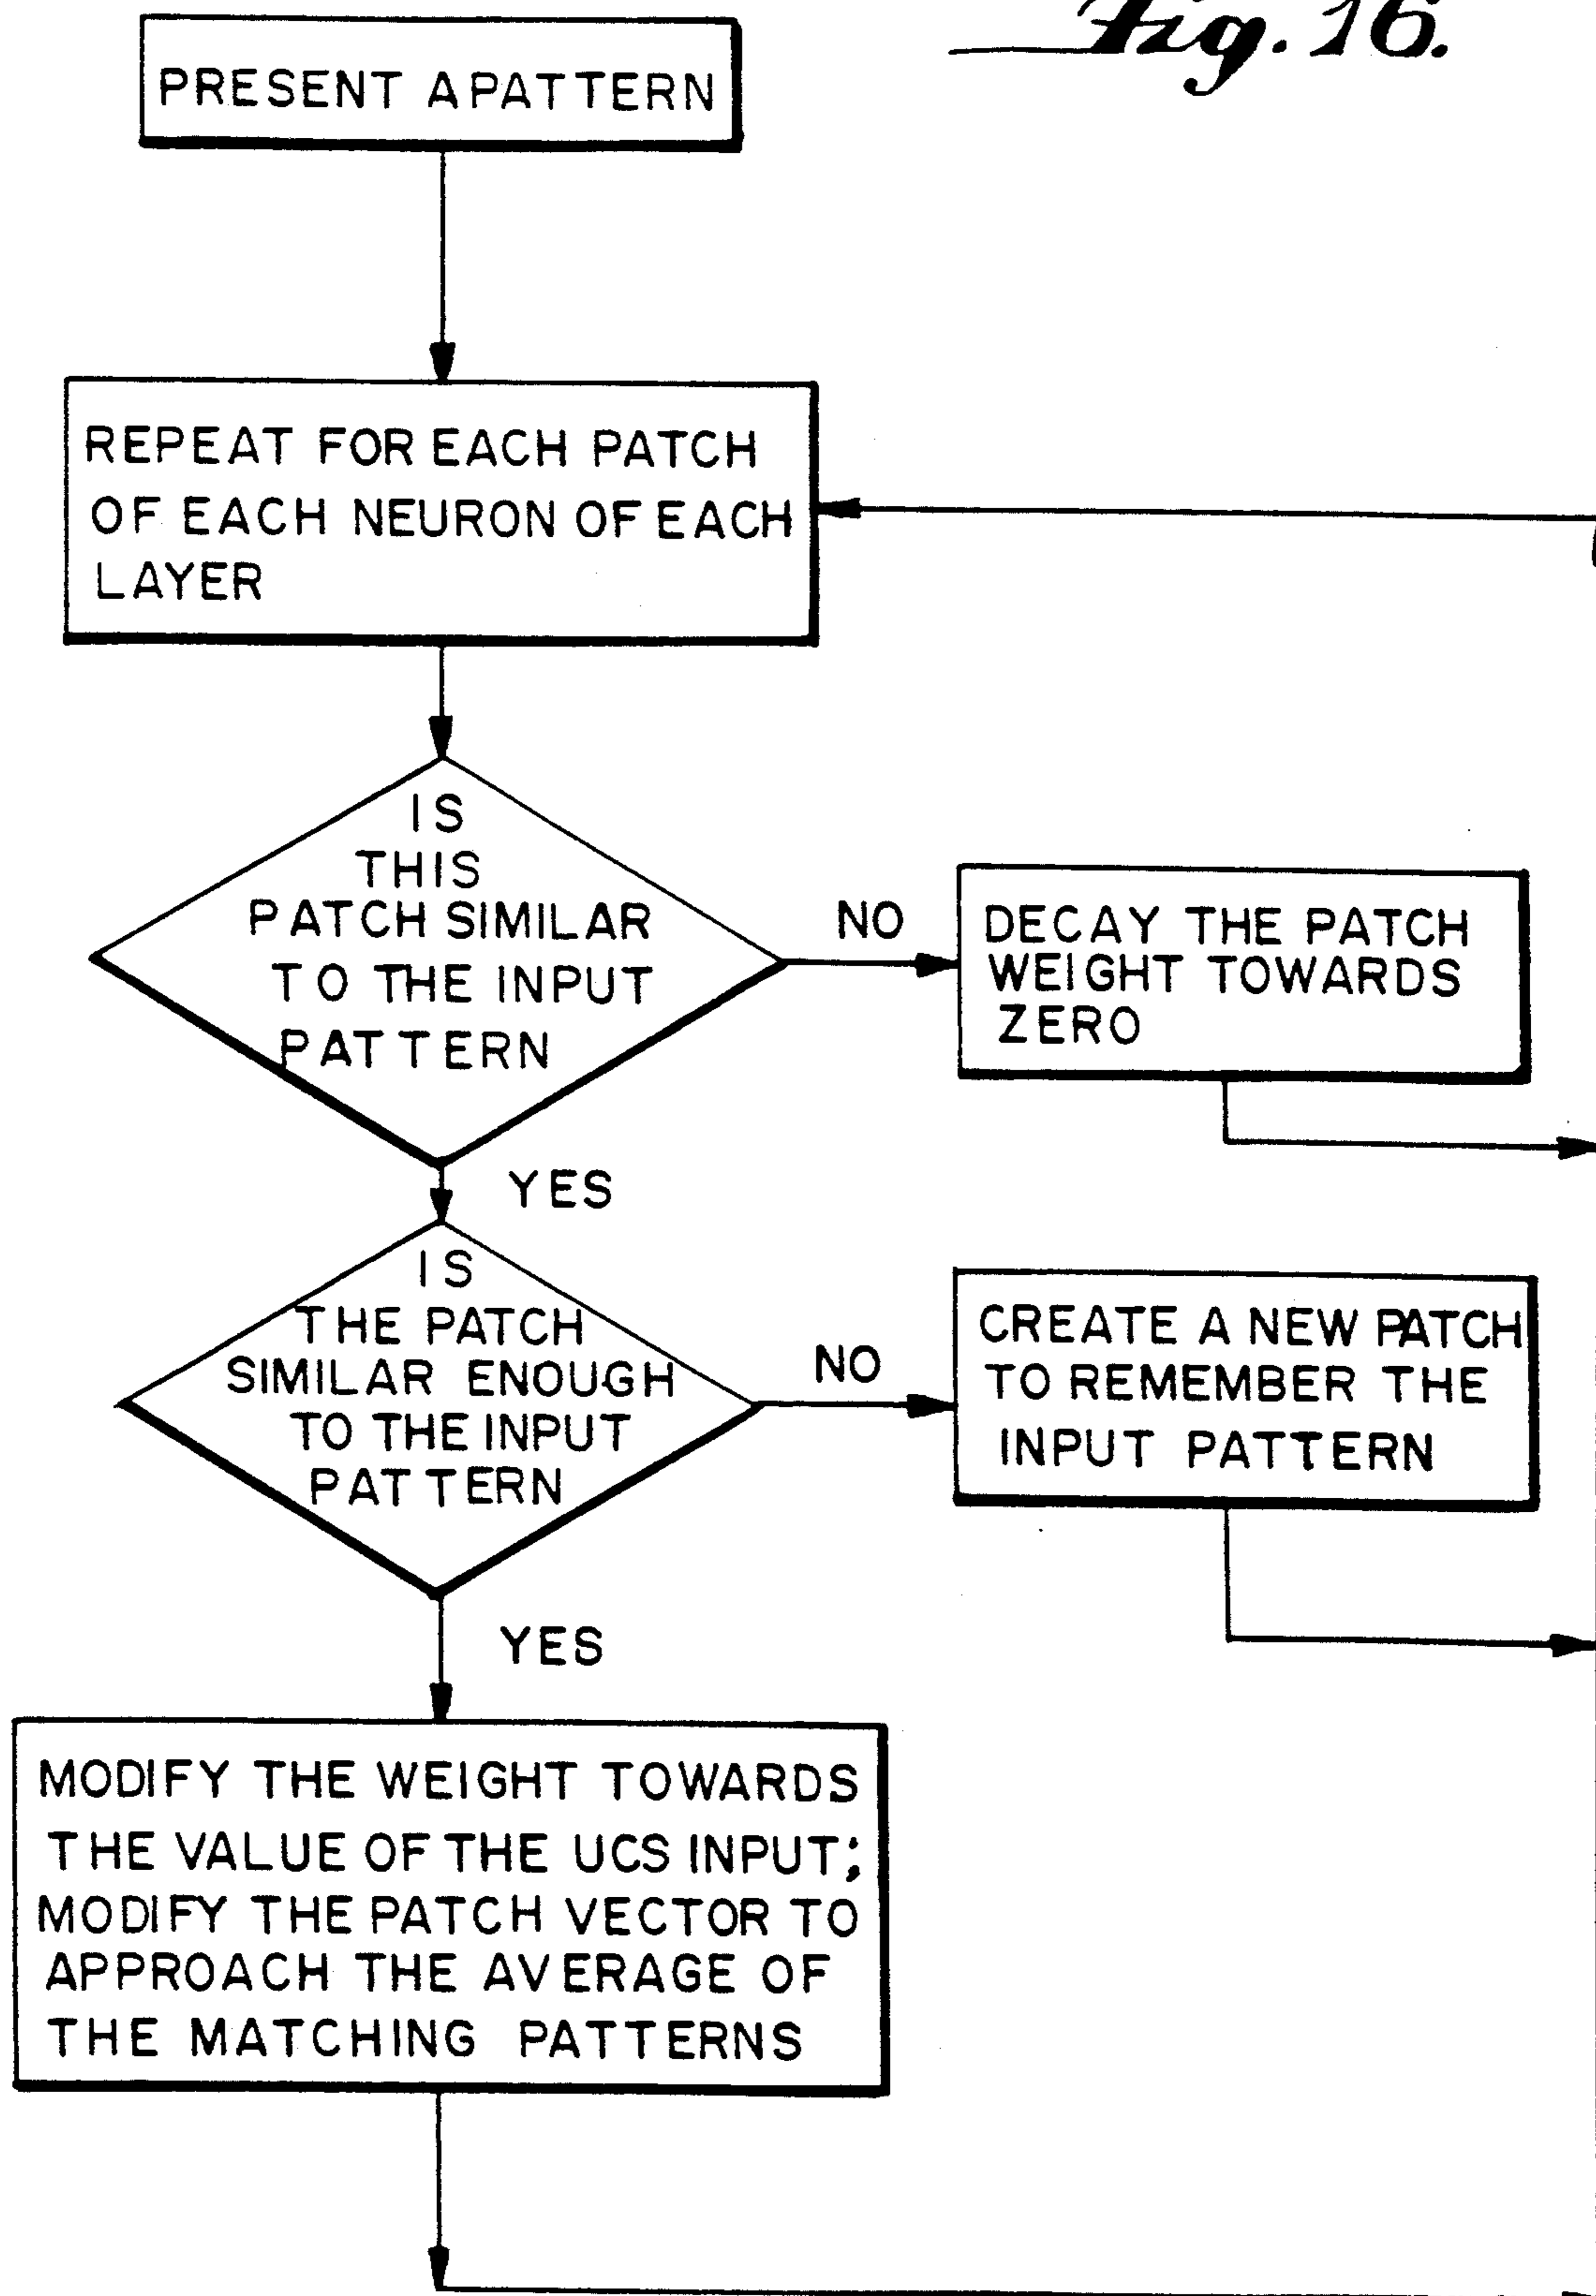 Fig. 16.
PRESENT A PATTERN
REPEAT FOR EACH PATCH
OF EACH NEURON OF EACH
LAYER
IS
THIS
PATCH SIMILAR
TO THE INPUT
PATTERN
NO
DECAY THE PATCH
WEIGHT TOWARDS
ZERO
YES
IS
THE PATCH
SIMILAR ENOUGH
TO THE INPUT
PATTERN
NO
CREATE A NEW PATCH
TO REMEMBER THE
INPUT PATTERN
YES
MODIFY THE WEIGHT TOWARDS
THE VALUE OF THE UCS INPUT;
MODIFY THE PATCH VECTOR TO
APPROACH THE AVERAGE OF
THE MATCHING PATTERNS